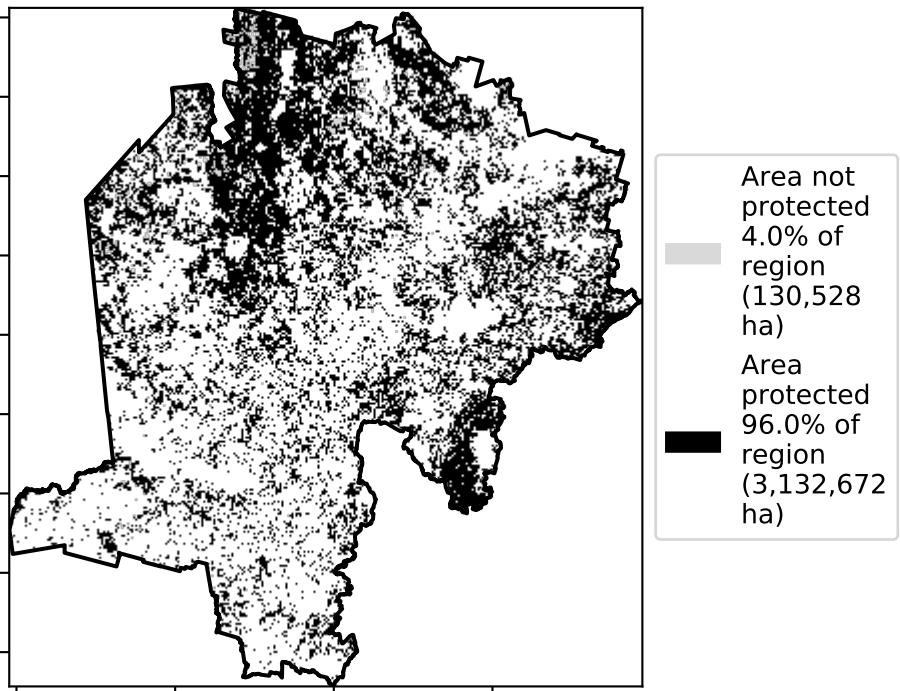 Area not
protected
4.0% of
region
(130,528
ha)
Area
protected
96.0% of
region
(3,132,672
ha)